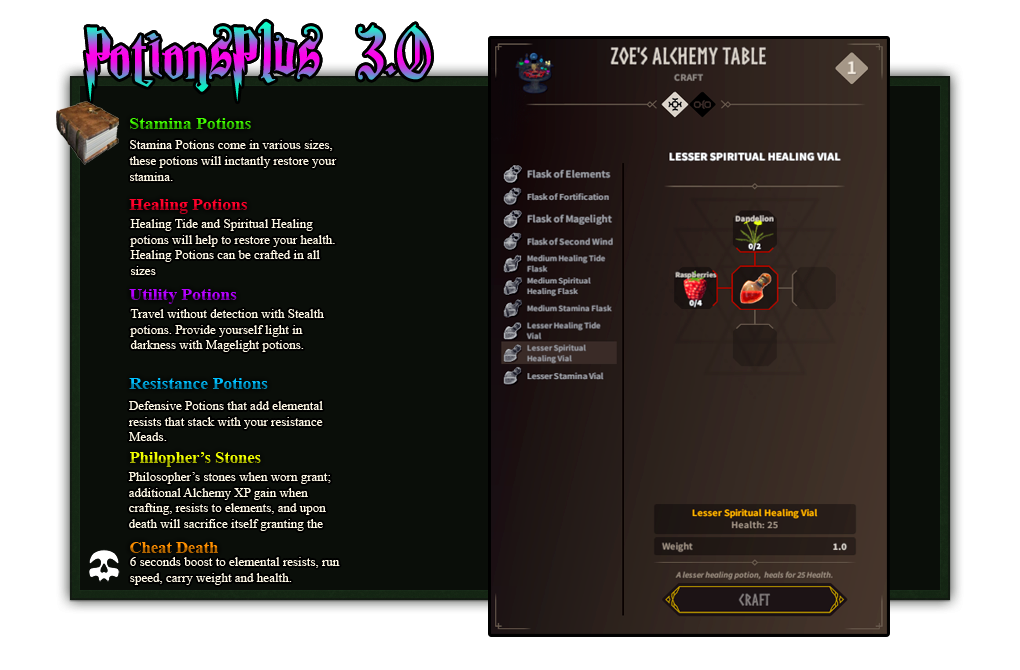 PotionsPlus 3.0
Stamina Potions
Stamina Potions come in various sizes,
these potions will inctantly restore your
stamina.
Healing Potions
Healing Tide and Spiritual Healing
potions will help to restore your health.
Healing Potions can be crafted in all
sizes
Utility Potions
Travel without detection with Stealth
potions. Provide yourself light in
darkness with Magelight potions.
Resistance Potions
Defensive Potions that add elemental
resists that stack with your resistance
Meads.
Philopher's Stones
Philosopher's stones when worn grant;
additional Alchemy XP gain when
crafting, resists to elements, and upon
death will sacrifice itself granting the
Cheat Death
6 seconds boost to elemental resists, run
speed, carry weight and health.
ZOE'S ALCHEMY TABLE
CRAFT
1
Flask of Elements
Flask of Fortification
Flask of Magelight
Flask of Second Wind
Medium Healing Tide
Flask
Medium Spiritual
Healing Flask
Medium Stamina Flask
Lesser Healing Tide
Vial
Lesser Spiritual
Healing Vial
Lesser Stamina Vial
LESSER SPIRITUAL HEALING VIAL
Dandelion
0/2
Raspberries
0/4
Lesser Spiritual Healing Vial
Health: 25
Weight 1.0
A lesser healing potion, heals for 25 Health.
CRAFT